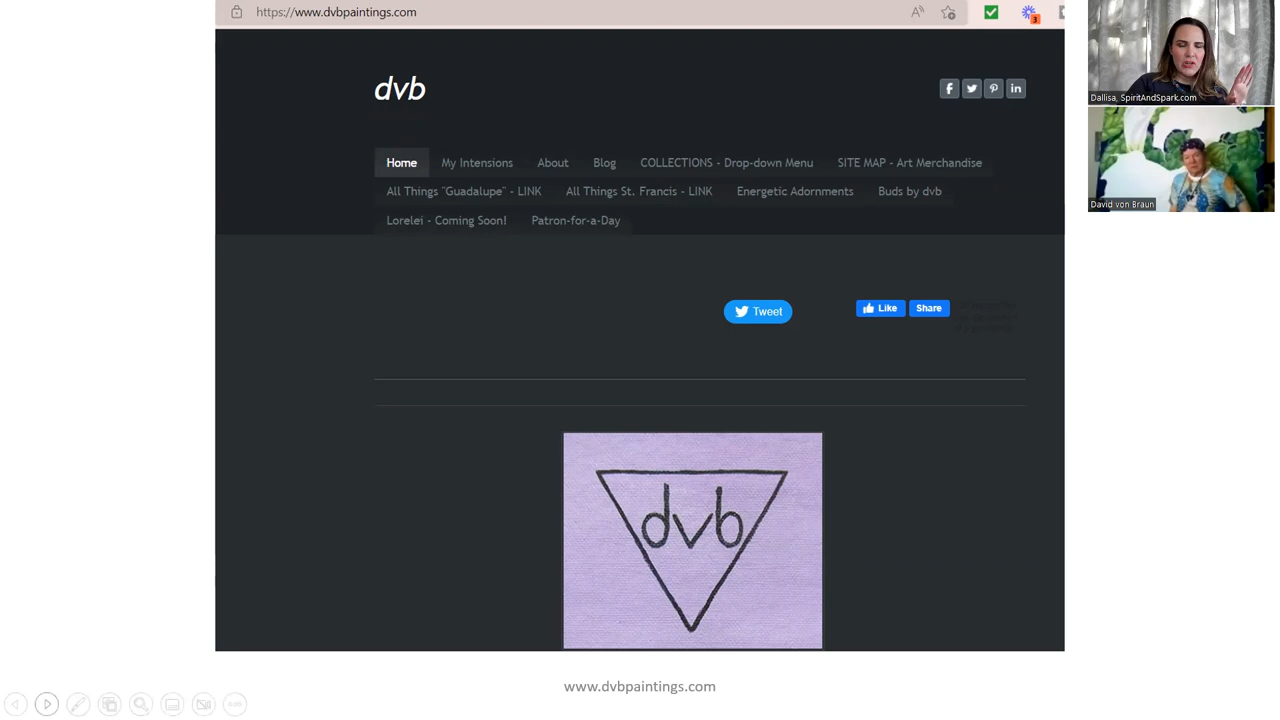 https://www.dvbpaintings.com
3
dvb
Home My Intensions About Blog COLLECTIONS - Drop-down Menu SITE MAP - Art Merchandise
All Things "Guadalupe" - LINK All Things St. Francis - LINK Energetic Adornments Buds by dvb
Lorelei - Coming Soon! Patron-for-a-Day
Tweet Like Share
dvb
www.dvbpaintings.com
Dallisa, SpiritAndSpark.com
David von Braun